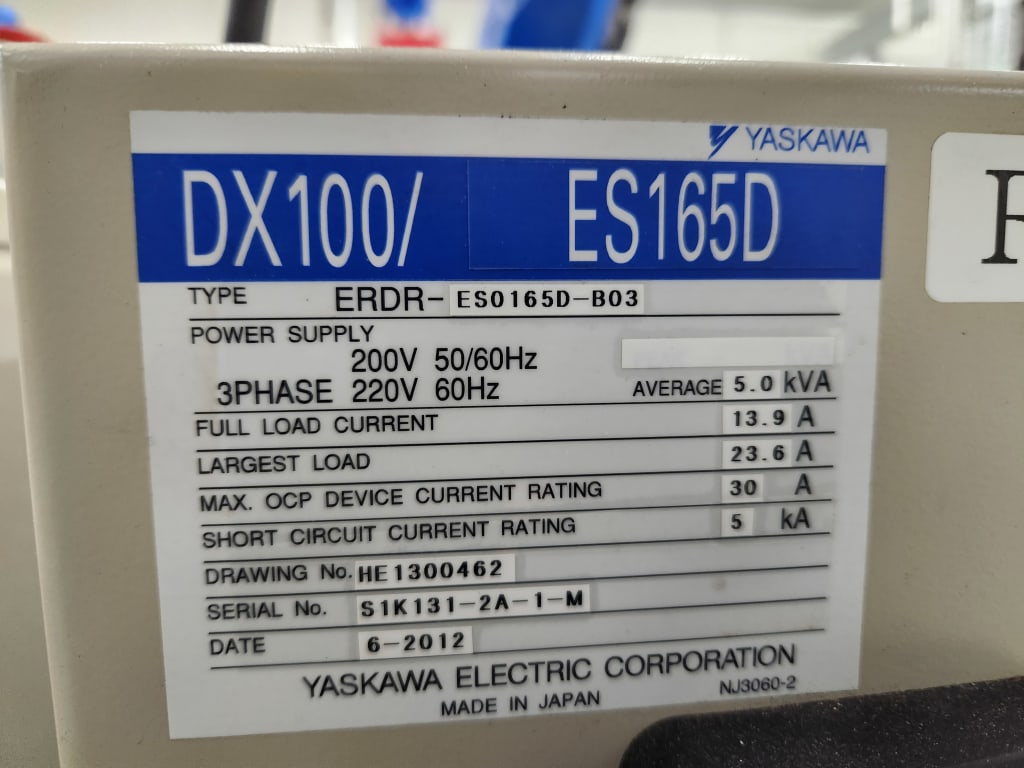 YASKAWA
DX100/ ES165D
TYPE ERDR-ES0165D-B03
POWER SUPPLY
200V 50/60Hz
3PHASE 220V 60Hz AVERAGE 5.0 kVA
FULL LOAD CURRENT 13.9 A
LARGEST LOAD 23.6 A
MAX. OCP DEVICE CURRENT RATING 30 A
SHORT CIRCUIT CURRENT RATING 5 kA
DRAWING No. HE1300462
SERIAL No. S1K131-2A-1-M
DATE 6-2012
YASKAWA ELECTRIC CORPORATION
MADE IN JAPAN NJ3060-2